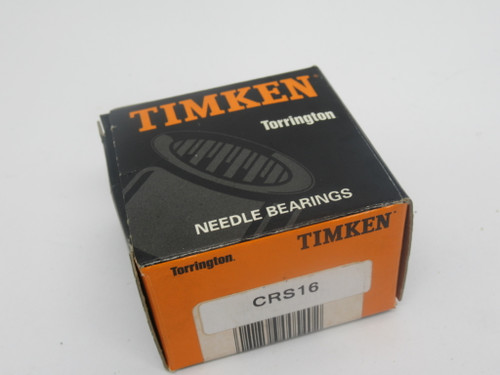 TIMKEN
Torrington
NEEDLE BEARINGS
Torrington.
TIMKEN
CRS16